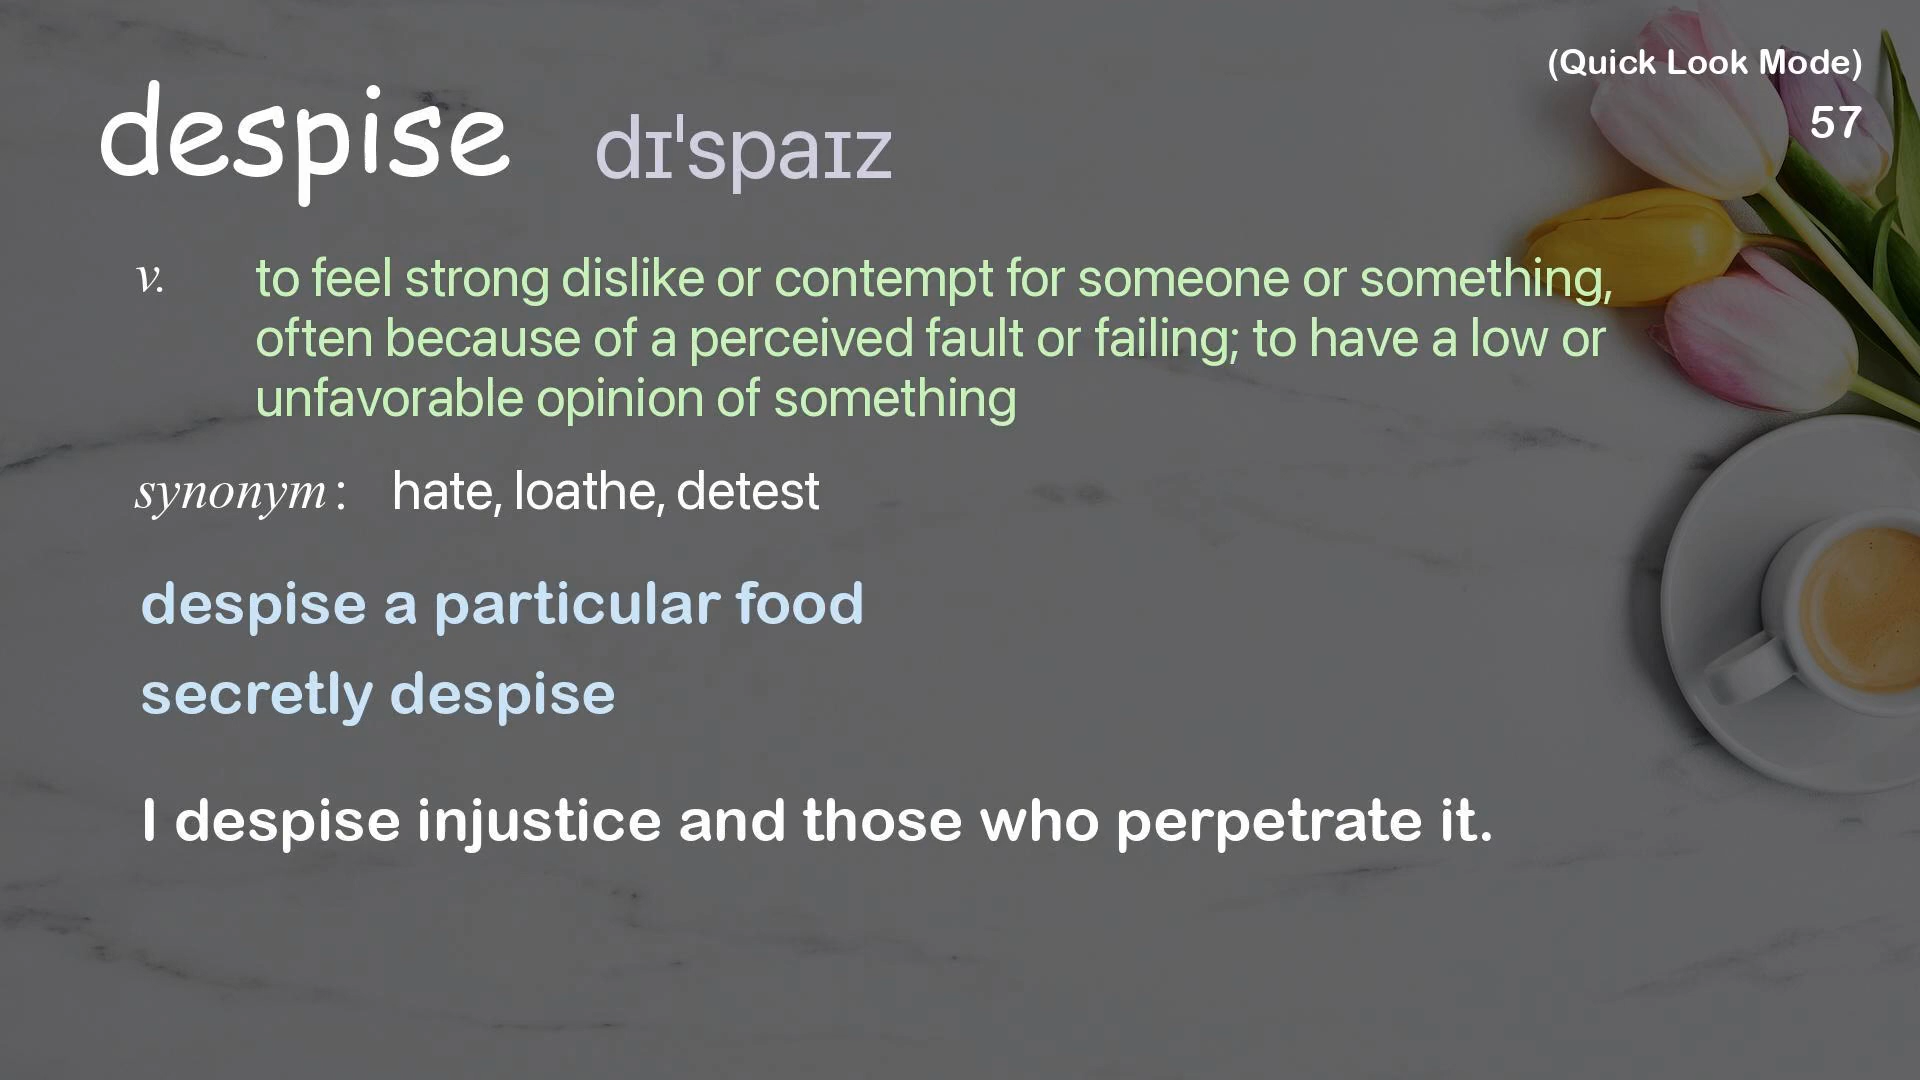 (Quick Look Mode)
57
despise dɪˈspaɪz
v. to feel strong dislike or contempt for someone or something,
often because of a perceived fault or failing; to have a low or
unfavorable opinion of something
synonym : hate, loathe, detest
despise a particular food
secretly despise
I despise injustice and those who perpetrate it.